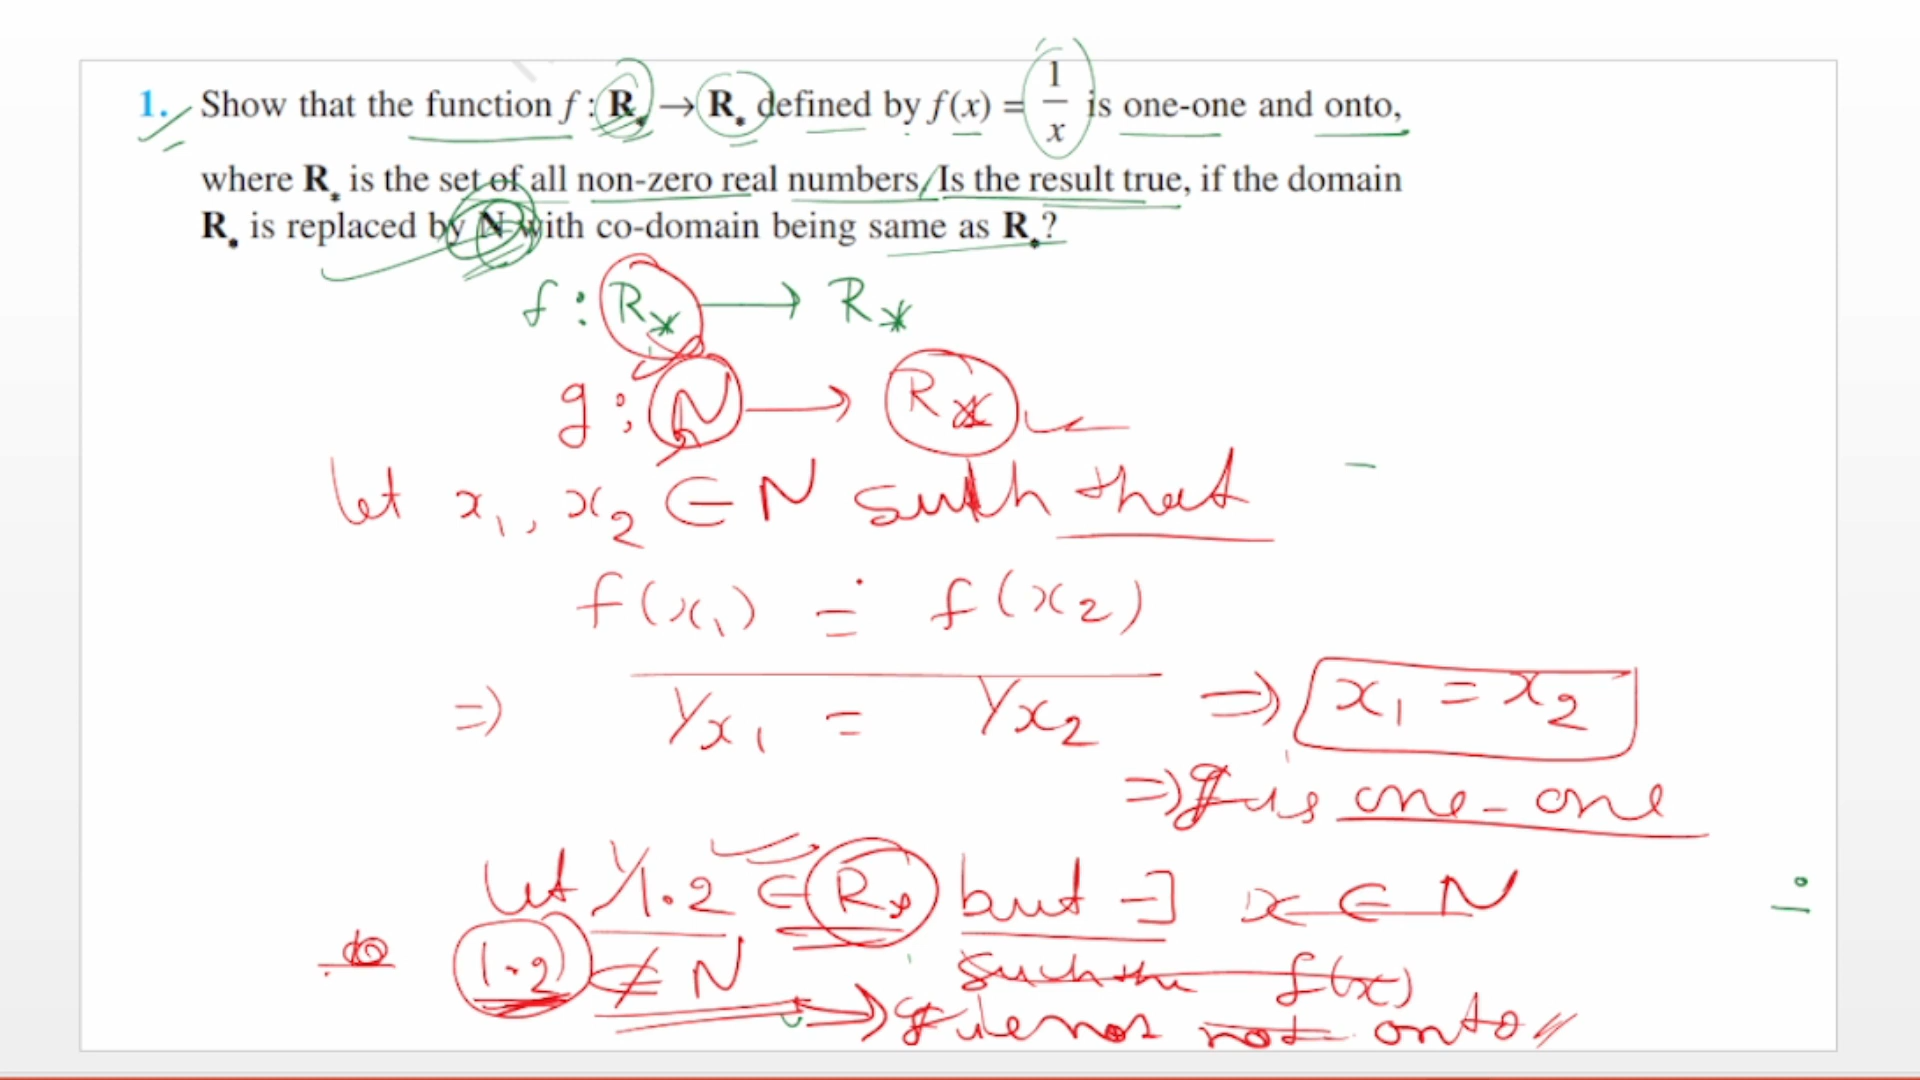 1. Show that the function f : R* → R* defined by f(x) = 1/x is one-one and onto,
where R* is the set of all non-zero real numbers. Is the result true, if the domain
R* is replaced by N with co-domain being same as R*?
f : R* → R*
g : N → R*
let x₁, x₂ ∈ N such that
f(x₁) = f(x₂)
⇒ 1/x₁ = 1/x₂ ⇒ x₁ = x₂
⇒ g is one-one
let 1/1.2 ∈ R* but ∃ x ∈ N
1.2 ∉ N such the f(x)
⇒ g is not onto